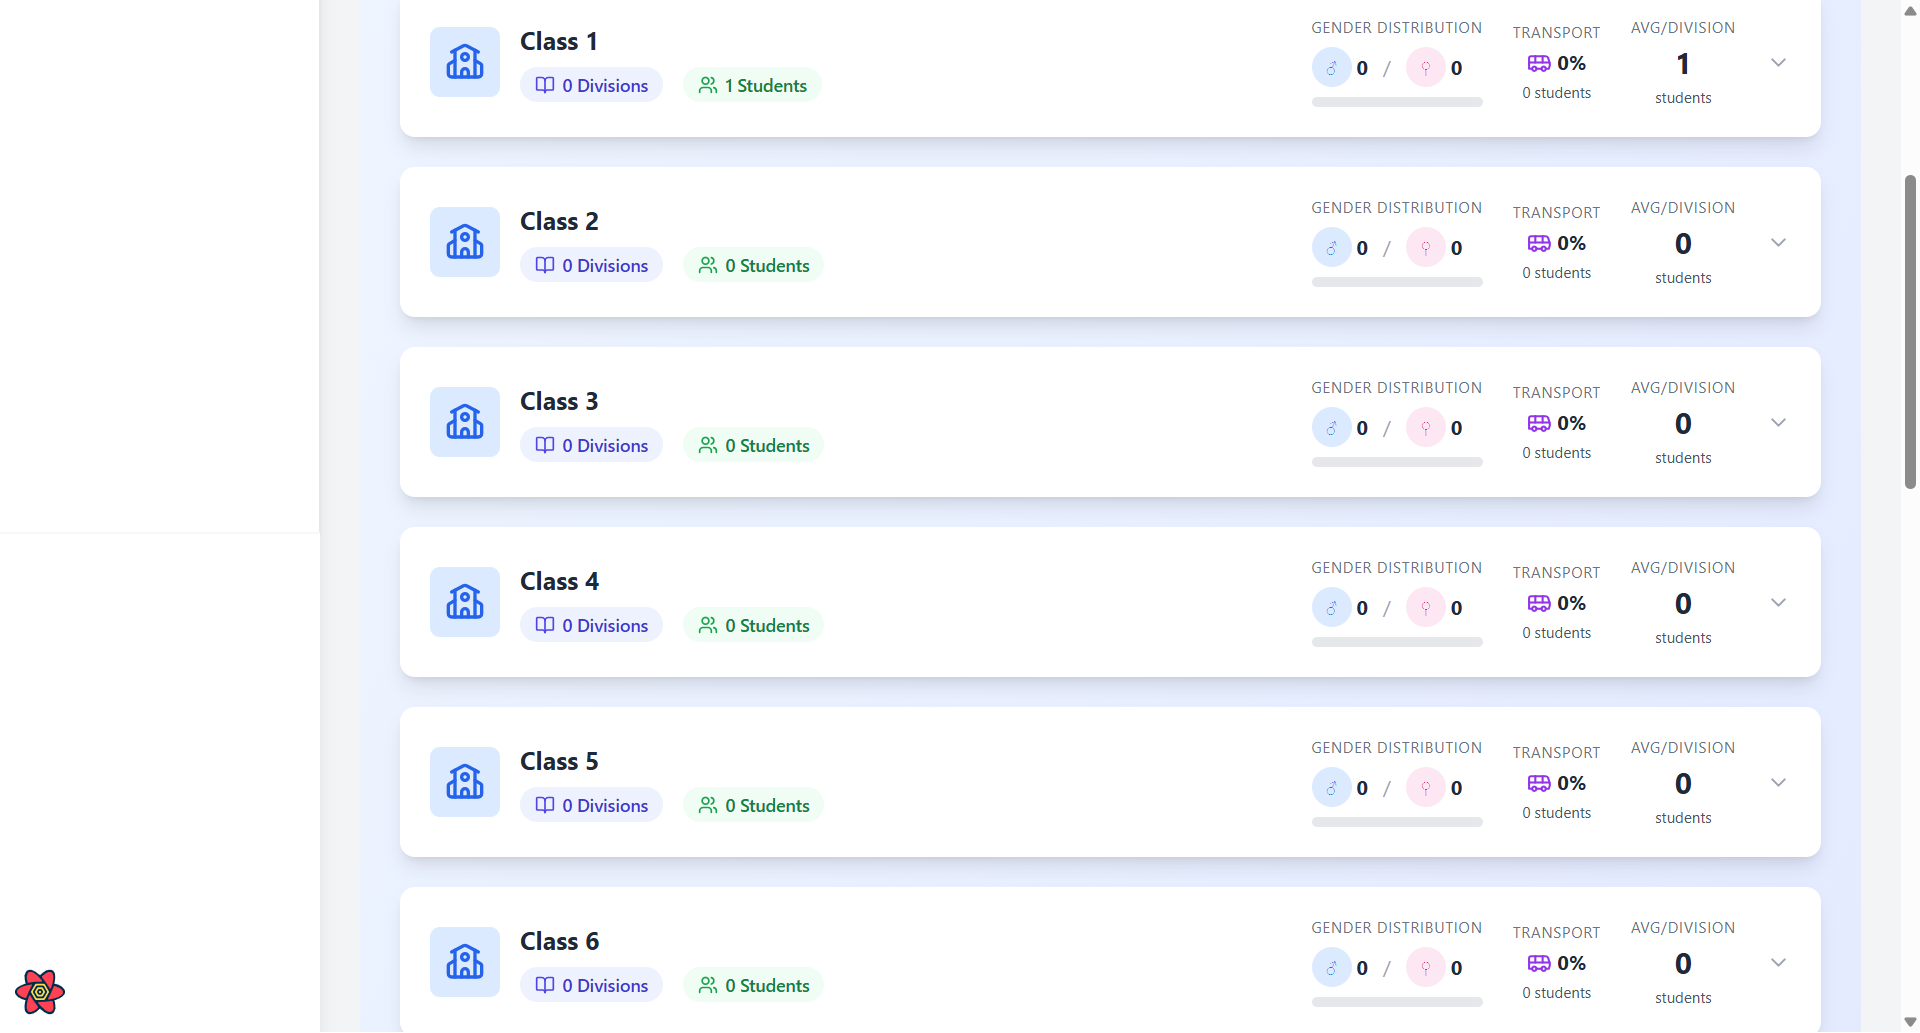 Class 1
0 Divisions
1 Students
GENDER DISTRIBUTION
♂ 0 / ♀ 0
TRANSPORT
0%
0 students
AVG/DIVISION
1
students
Class 2
0 Divisions
0 Students
GENDER DISTRIBUTION
♂ 0 / ♀ 0
TRANSPORT
0%
0 students
AVG/DIVISION
0
students
Class 3
0 Divisions
0 Students
GENDER DISTRIBUTION
♂ 0 / ♀ 0
TRANSPORT
0%
0 students
AVG/DIVISION
0
students
Class 4
0 Divisions
0 Students
GENDER DISTRIBUTION
♂ 0 / ♀ 0
TRANSPORT
0%
0 students
AVG/DIVISION
0
students
Class 5
0 Divisions
0 Students
GENDER DISTRIBUTION
♂ 0 / ♀ 0
TRANSPORT
0%
0 students
AVG/DIVISION
0
students
Class 6
0 Divisions
0 Students
GENDER DISTRIBUTION
♂ 0 / ♀ 0
TRANSPORT
0%
0 students
AVG/DIVISION
0
students